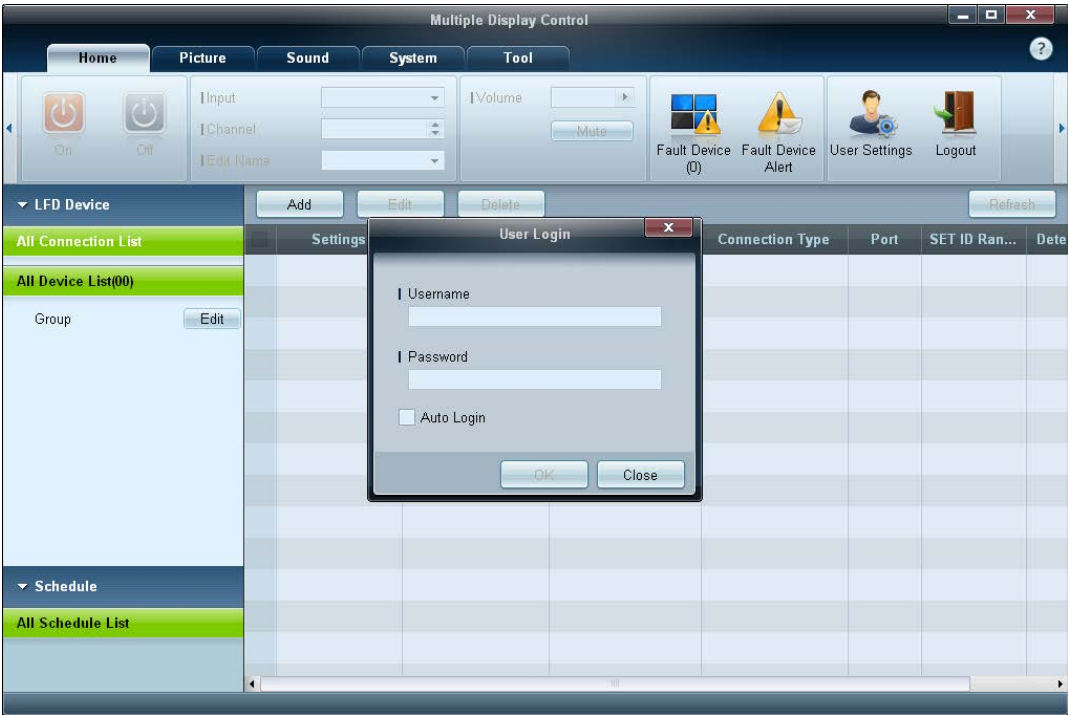 Multiple Display Control
Home Picture Sound System Tool
?
Input
Channel
Edit Name
On Off
Volume
Mute
Fault Device (0)
Fault Device Alert
User Settings
Logout
LFD Device
Add Edit Delete Refresh
All Connection List
Settings Connection Type Port SET ID Ran... Dete
All Device List(00)
Group Edit
User Login
Username
Password
Auto Login
OK Close
Schedule
All Schedule List